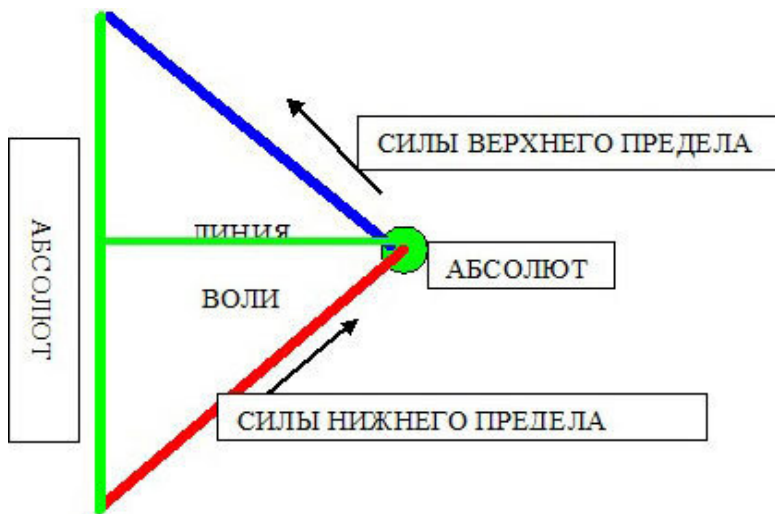 СИЛЫ ВЕРХНЕГО ПРЕДЕЛА
АБСОЛЮТ
ЛИНИЯ
АБСОЛЮТ
ВОЛИ
СИЛЫ НИЖНЕГО ПРЕДЕЛА